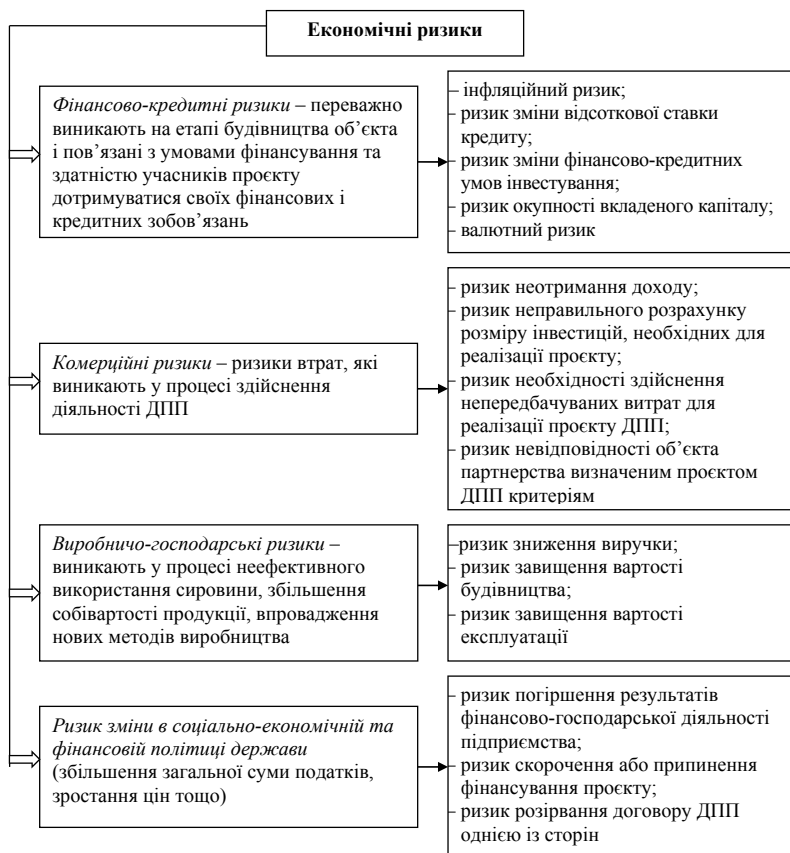 Економічні ризики
Фінансово-кредитні ризики – переважно
виникають на етапі будівництва об’єкта
і пов’язані з умовами фінансування та
здатністю учасників проєкту
дотримуватися своїх фінансових і
кредитних зобов’язань
– інфляційний ризик;
– ризик зміни відсоткової ставки
кредиту;
– ризик зміни фінансово-кредитних
умов інвестування;
– ризик окупності вкладеного капіталу;
– валютний ризик
Комерційні ризики – ризики втрат, які
виникають у процесі здійснення
діяльності ДПП
– ризик неотримання доходу;
– ризик неправильного розрахунку
розміру інвестицій, необхідних для
реалізації проєкту;
– ризик необхідності здійснення
непередбачуваних витрат для
реалізації проєкту ДПП;
– ризик невідповідності об’єкта
партнерства визначеним проєктом
ДПП критеріям
Виробничо-господарські ризики –
виникають у процесі неефективного
використання сировини, збільшення
собівартості продукції, впровадження
нових методів виробництва
–ризик зниження виручки;
– ризик завищення вартості
будівництва;
– ризик завищення вартості
експлуатації
Ризик зміни в соціально-економічній та
фінансовій політиці держави
(збільшення загальної суми податків,
зростання цін тощо)
– ризик погіршення результатів
фінансово-господарської діяльності
підприємства;
– ризик скорочення або припинення
фінансування проєкту;
– ризик розірвання договору ДПП
однією із сторін